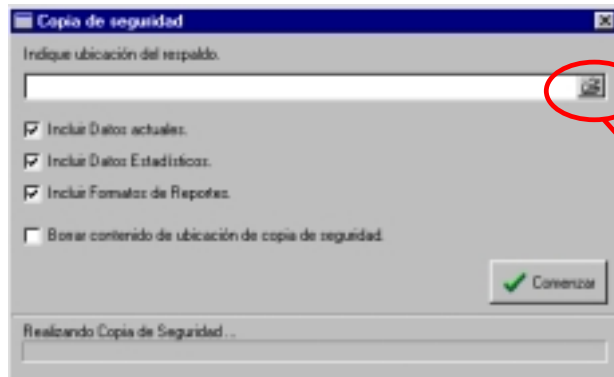 Copia de seguridad
Indique ubicación del respaldo.
Incluir Datos actuales.
Incluir Datos Estadísticos.
Incluir Formatos de Reportes.
Borrar contenido de ubicación de copia de seguridad.
Comenzar
Realizando Copia de Seguridad...